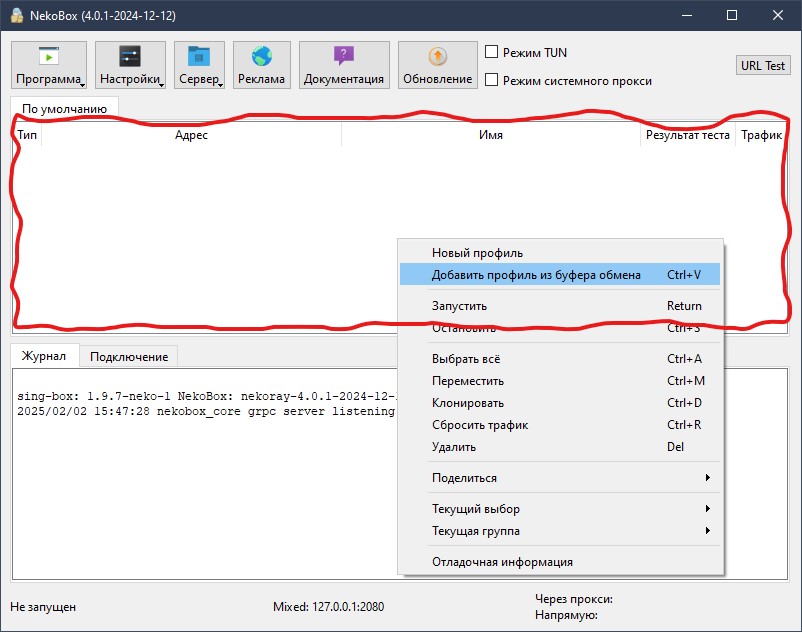 NekoBox (4.0.1-2024-12-12)
Программа Настройки Сервер Реклама Документация Обновление
Режим TUN
Режим системного прокси
URL Test
По умолчанию
Тип Адрес Имя Результат теста Трафик
Новый профиль
Добавить профиль из буфера обмена Ctrl+V
Запустить Return
Остановить Ctrl+S
Выбрать всё Ctrl+A
Переместить Ctrl+M
Клонировать Ctrl+D
Сбросить трафик Ctrl+R
Удалить Del
Поделиться
Текущий выбор
Текущая группа
Отладочная информация
Журнал Подключение
sing-box: 1.9.7-neko-1 NekoBox: nekoray-4.0.1-2024-12-
2025/02/02 15:47:28 nekobox_core grpc server listening
Не запущен
Mixed: 127.0.0.1:2080
Через прокси:
Напрямую: